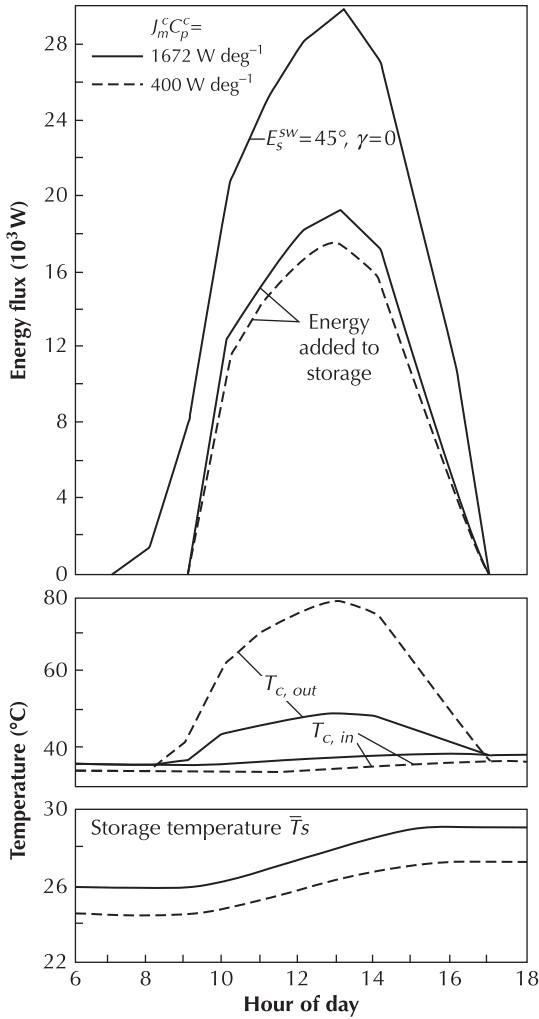 J_m^c C_p^c =
1672 W deg⁻¹
400 W deg⁻¹
E_s^sw = 45°, γ = 0
Energy
added to
storage
Energy flux (10³ W)
28
24
20
16
12
8
4
0
80
60
40
T_c, out
T_c, in
Temperature (°C)
30
26
22
Storage temperature T̿s
6 8 10 12 14 16 18
Hour of day